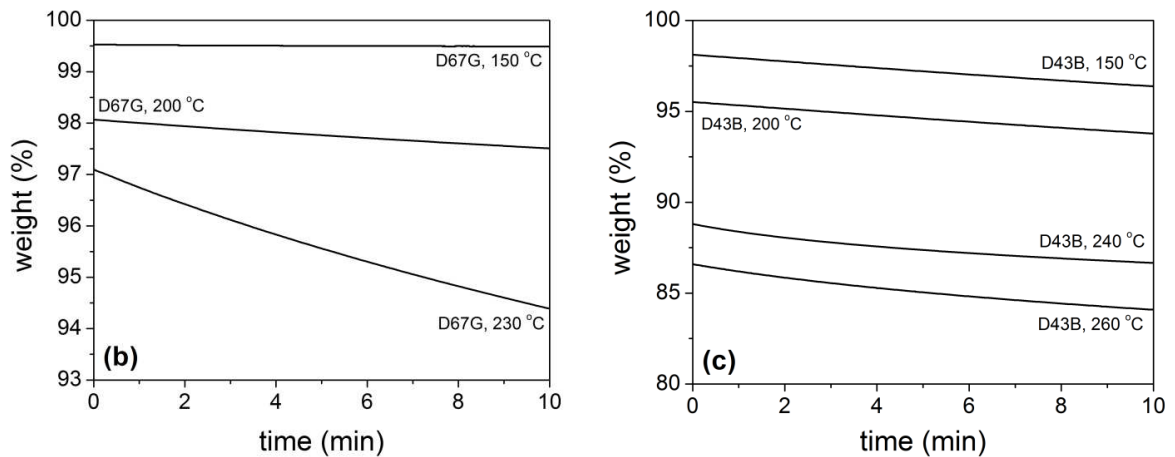 100
99
98
97
96
95
94
93
weight (%)
D67G, 150 °C
D67G, 200 °C
D67G, 230 °C
(b)
0 2 4 6 8 10
time (min)
100
95
90
85
80
weight (%)
D43B, 150 °C
D43B, 200 °C
D43B, 240 °C
D43B, 260 °C
(c)
0 2 4 6 8 10
time (min)